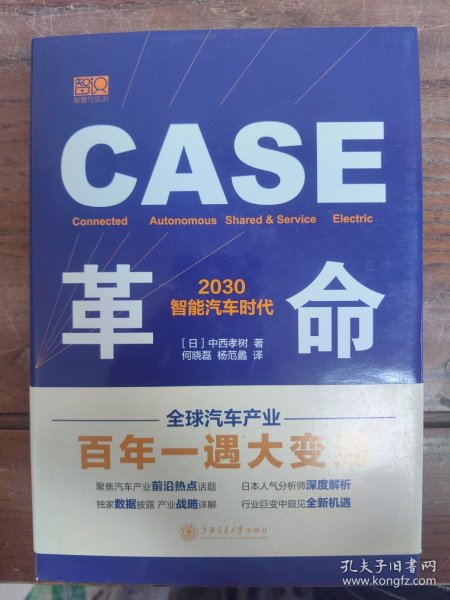 智识
智慧与见识
CASE
Connected Autonomous Shared & Service Electric
革命
2030
智能汽车时代
[日] 中西孝树 著
何晓磊 杨范蠡 译
全球汽车产业
百年一遇大变
聚焦汽车产业前沿热点话题 日本人气分析师深度解析
独家数据披露 产业战略详解 行业巨变中窥见全新机遇
上海交通大学出版社
孔夫子旧书网
www.kongfz.com